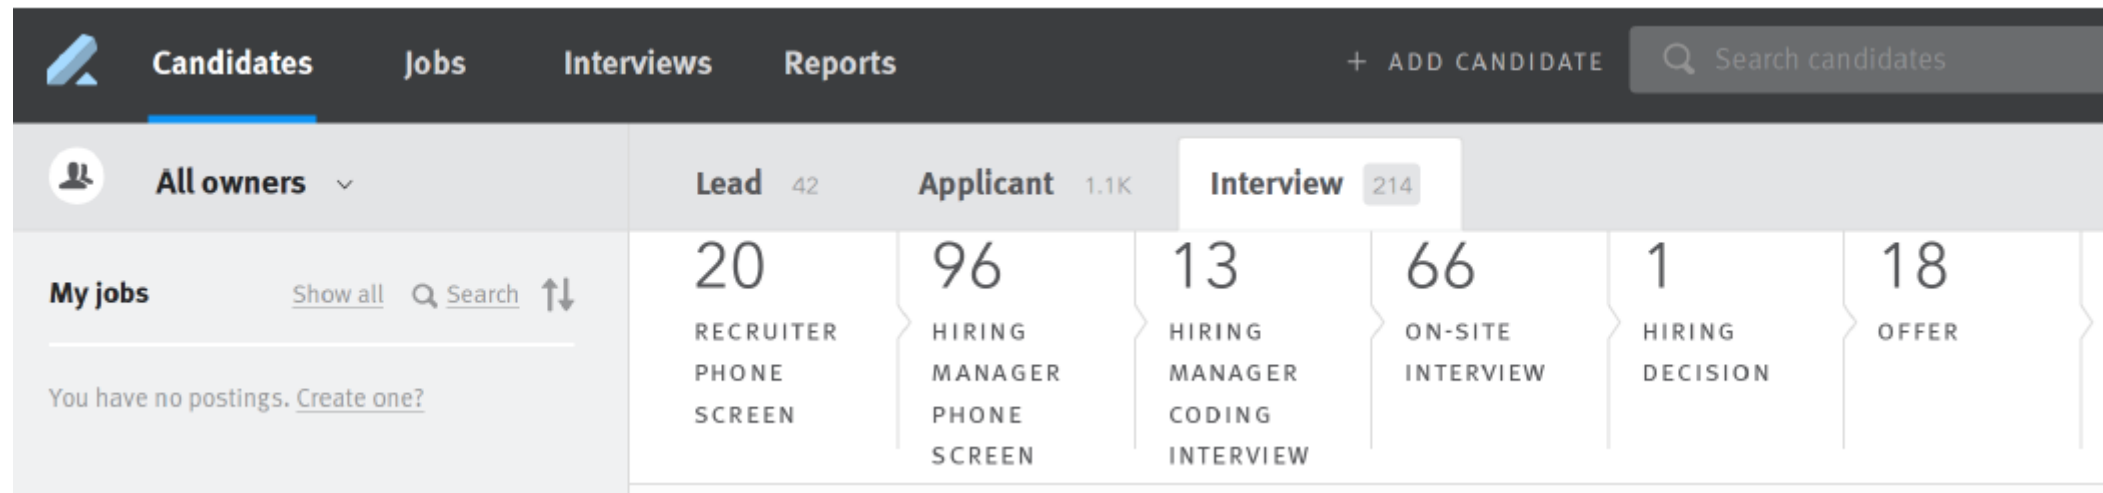 Candidates Jobs Interviews Reports + ADD CANDIDATE Search candidates
All owners Lead 42 Applicant 1.1K Interview 214
My jobs Show all Search
You have no postings. Create one?
20
RECRUITER
PHONE
SCREEN
96
HIRING
MANAGER
PHONE
SCREEN
13
HIRING
MANAGER
CODING
INTERVIEW
66
ON-SITE
INTERVIEW
1
HIRING
DECISION
18
OFFER